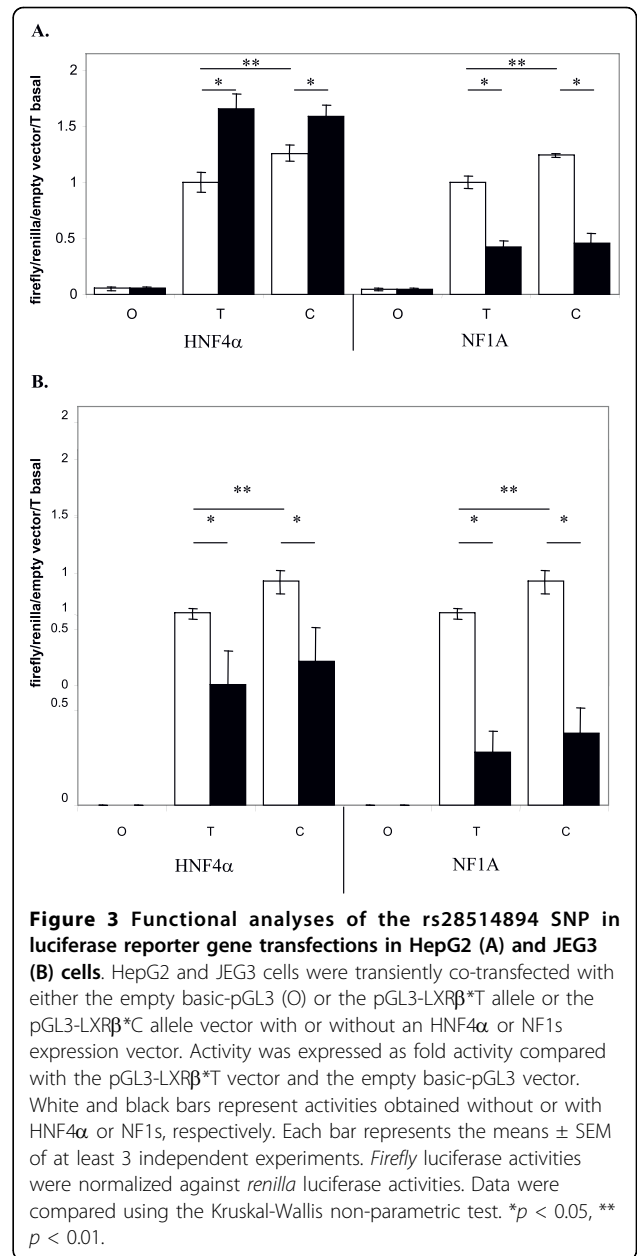 A.
firefly/renilla/empty vector/T basal
2
1.5
1
0.5
0
** **
* * * *
O T C O T C
HNF4α NF1A
B.
firefly/renilla/empty vector/T basal
2
2
1.5
1
1
0.5
0
0.5
0
** **
* * * *
O T C O T C
HNF4α NF1A
Figure 3 Functional analyses of the rs28514894 SNP in
luciferase reporter gene transfections in HepG2 (A) and JEG3
(B) cells. HepG2 and JEG3 cells were transiently co-transfected with
either the empty basic-pGL3 (O) or the pGL3-LXRβ*T allele or the
pGL3-LXRβ*C allele vector with or without an HNF4α or NF1s
expression vector. Activity was expressed as fold activity compared
with the pGL3-LXRβ*T vector and the empty basic-pGL3 vector.
White and black bars represent activities obtained without or with
HNF4α or NF1s, respectively. Each bar represents the means ± SEM
of at least 3 independent experiments. Firefly luciferase activities
were normalized against renilla luciferase activities. Data were
compared using the Kruskal-Wallis non-parametric test. *p < 0.05, **
p < 0.01.